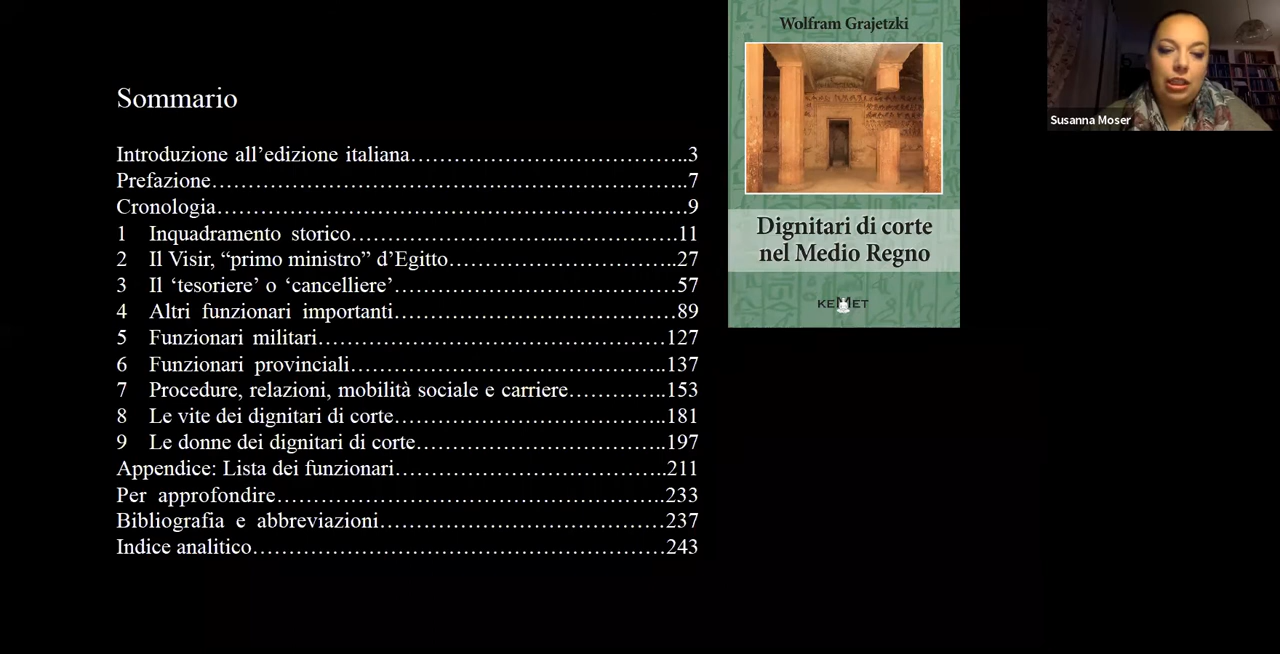 Sommario
Introduzione all’edizione italiana……………….…………..3
Prefazione…………………………….…………………..7
Cronologia……………………………………………….….9
1 Inquadramento storico……………………...……….11
2 Il Visir, “primo ministro” d’Egitto……………………..27
3 Il ‘tesoriere’ o ‘cancelliere’…………………………57
4 Altri funzionari importanti…………………………89
5 Funzionari militari…………………………………127
6 Funzionari provinciali……………………………..137
7 Procedure, relazioni, mobilità sociale e carriere…………..153
8 Le vite dei dignitari di corte………………………..181
9 Le donne dei dignitari di corte……………………..197
Appendice: Lista dei funzionari………………………..211
Per approfondire…………………………………..233
Bibliografia e abbreviazioni…………………………237
Indice analitico……………………………………243
Wolfram Grajetzki
Dignitari di corte
nel Medio Regno
KEMET
Susanna Moser